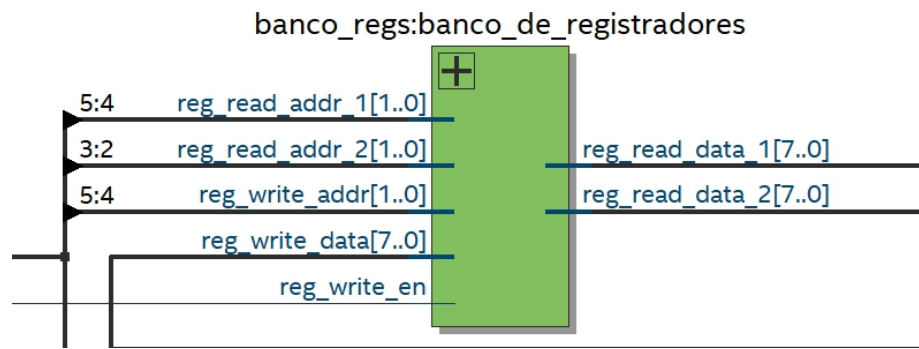 banco_regs:banco_de_registradores
5:4 reg_read_addr_1[1..0]
3:2 reg_read_addr_2[1..0] reg_read_data_1[7..0]
5:4 reg_write_addr[1..0] reg_read_data_2[7..0]
reg_write_data[7..0]
reg_write_en